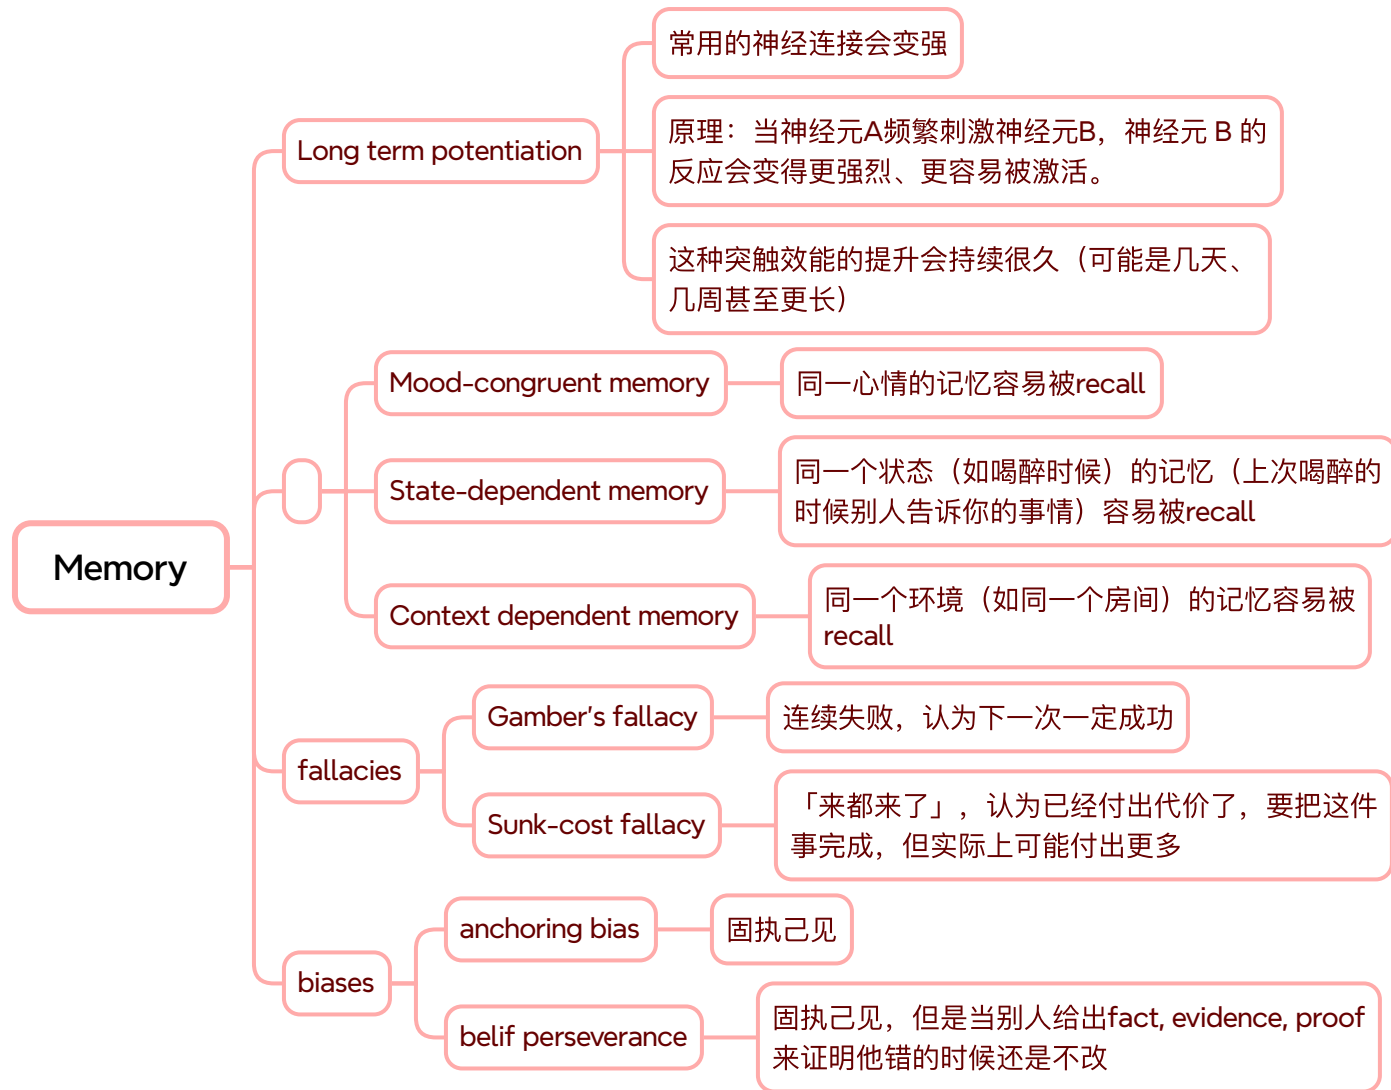 常用的神经连接会变强
Long term potentiation
原理：当神经元A频繁刺激神经元B，神经元 B 的
反应会变得更强烈、更容易被激活。
这种突触效能的提升会持续很久（可能是几天、
几周甚至更长）
Mood-congruent memory
同一心情的记忆容易被recall
State-dependent memory
同一个状态（如喝醉时候）的记忆（上次喝醉的
时候别人告诉你的事情）容易被recall
Memory
Context dependent memory
同一个环境（如同一个房间）的记忆容易被
recall
fallacies
Gamber's fallacy
连续失败，认为下一次一定成功
Sunk-cost fallacy
「来都来了」，认为已经付出代价了，要把这件
事完成，但实际上可能付出更多
biases
anchoring bias
固执己见
belif perseverance
固执己见，但是当别人给出fact, evidence, proof
来证明他错的时候还是不改